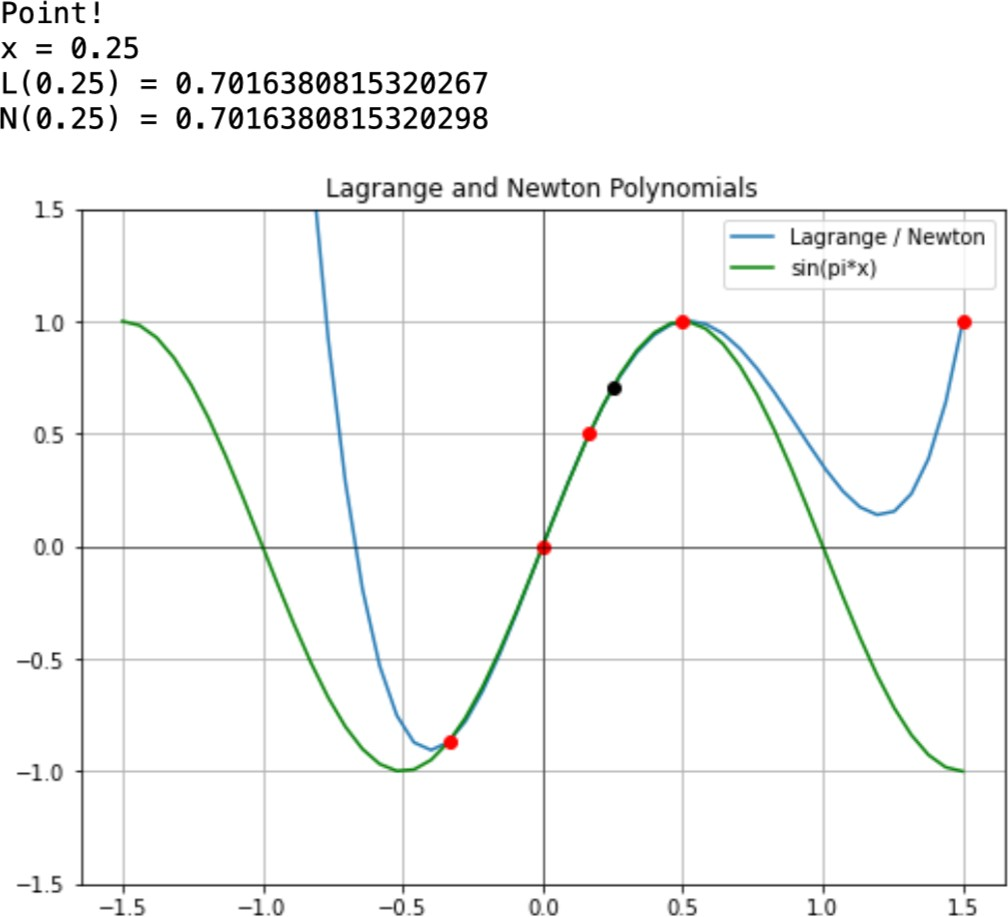 Point!
x = 0.25
L(0.25) = 0.7016380815320267
N(0.25) = 0.7016380815320298
Lagrange and Newton Polynomials
1.5
Lagrange / Newton
sin(pi*x)
1.0
0.5
0.0
−0.5
−1.0
−1.5
−1.5 −1.0 −0.5 0.0 0.5 1.0 1.5